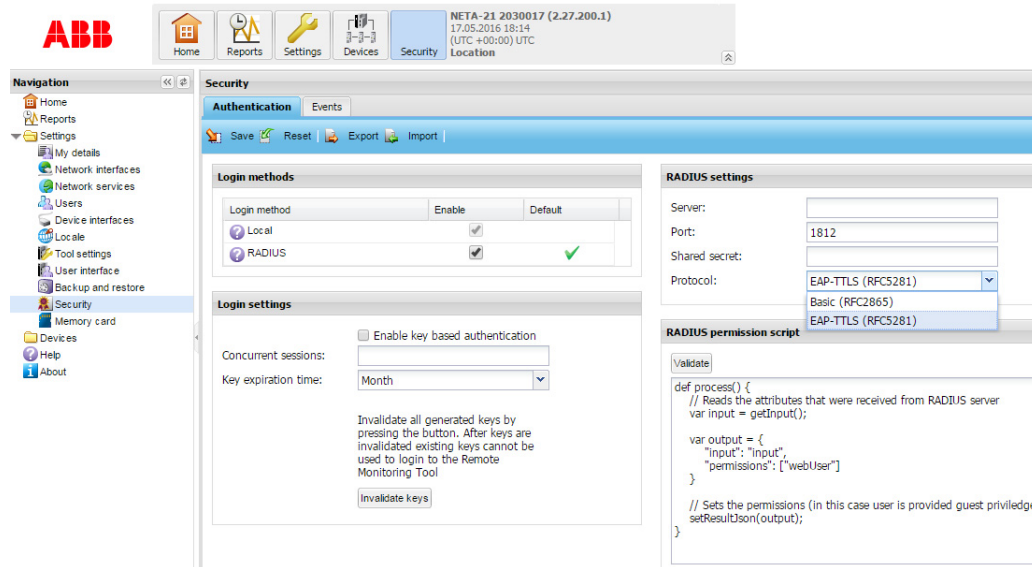 ABB
Home
Reports
Settings
Devices
Security
NETA-21 2030017 (2.27.200.1)
17.05.2016 18:14
(UTC +00:00) UTC
Location
Navigation
Home
Reports
Settings
My details
Network interfaces
Network services
Users
Device interfaces
Locale
Tool settings
User interface
Backup and restore
Security
Memory card
Devices
Help
About
Security
Authentication Events
Save Reset Export Import
Login methods
Login method Enable Default
Local
RADIUS
Login settings
Enable key based authentication
Concurrent sessions:
Key expiration time: Month
Invalidate all generated keys by
pressing the button. After keys are
invalidated existing keys cannot be
used to login to the Remote
Monitoring Tool
Invalidate keys
RADIUS settings
Server:
Port: 1812
Shared secret:
Protocol: EAP-TTLS (RFC5281)
Basic (RFC2865)
EAP-TTLS (RFC5281)
RADIUS permission script
Validate
def process() {
// Reads the attributes that were received from RADIUS server
var input = getInput();
var output = {
"input": "input",
"permissions": ["webUser"]
}
// Sets the permissions (in this case user is provided guest priviledge
setResultJson(output);
}